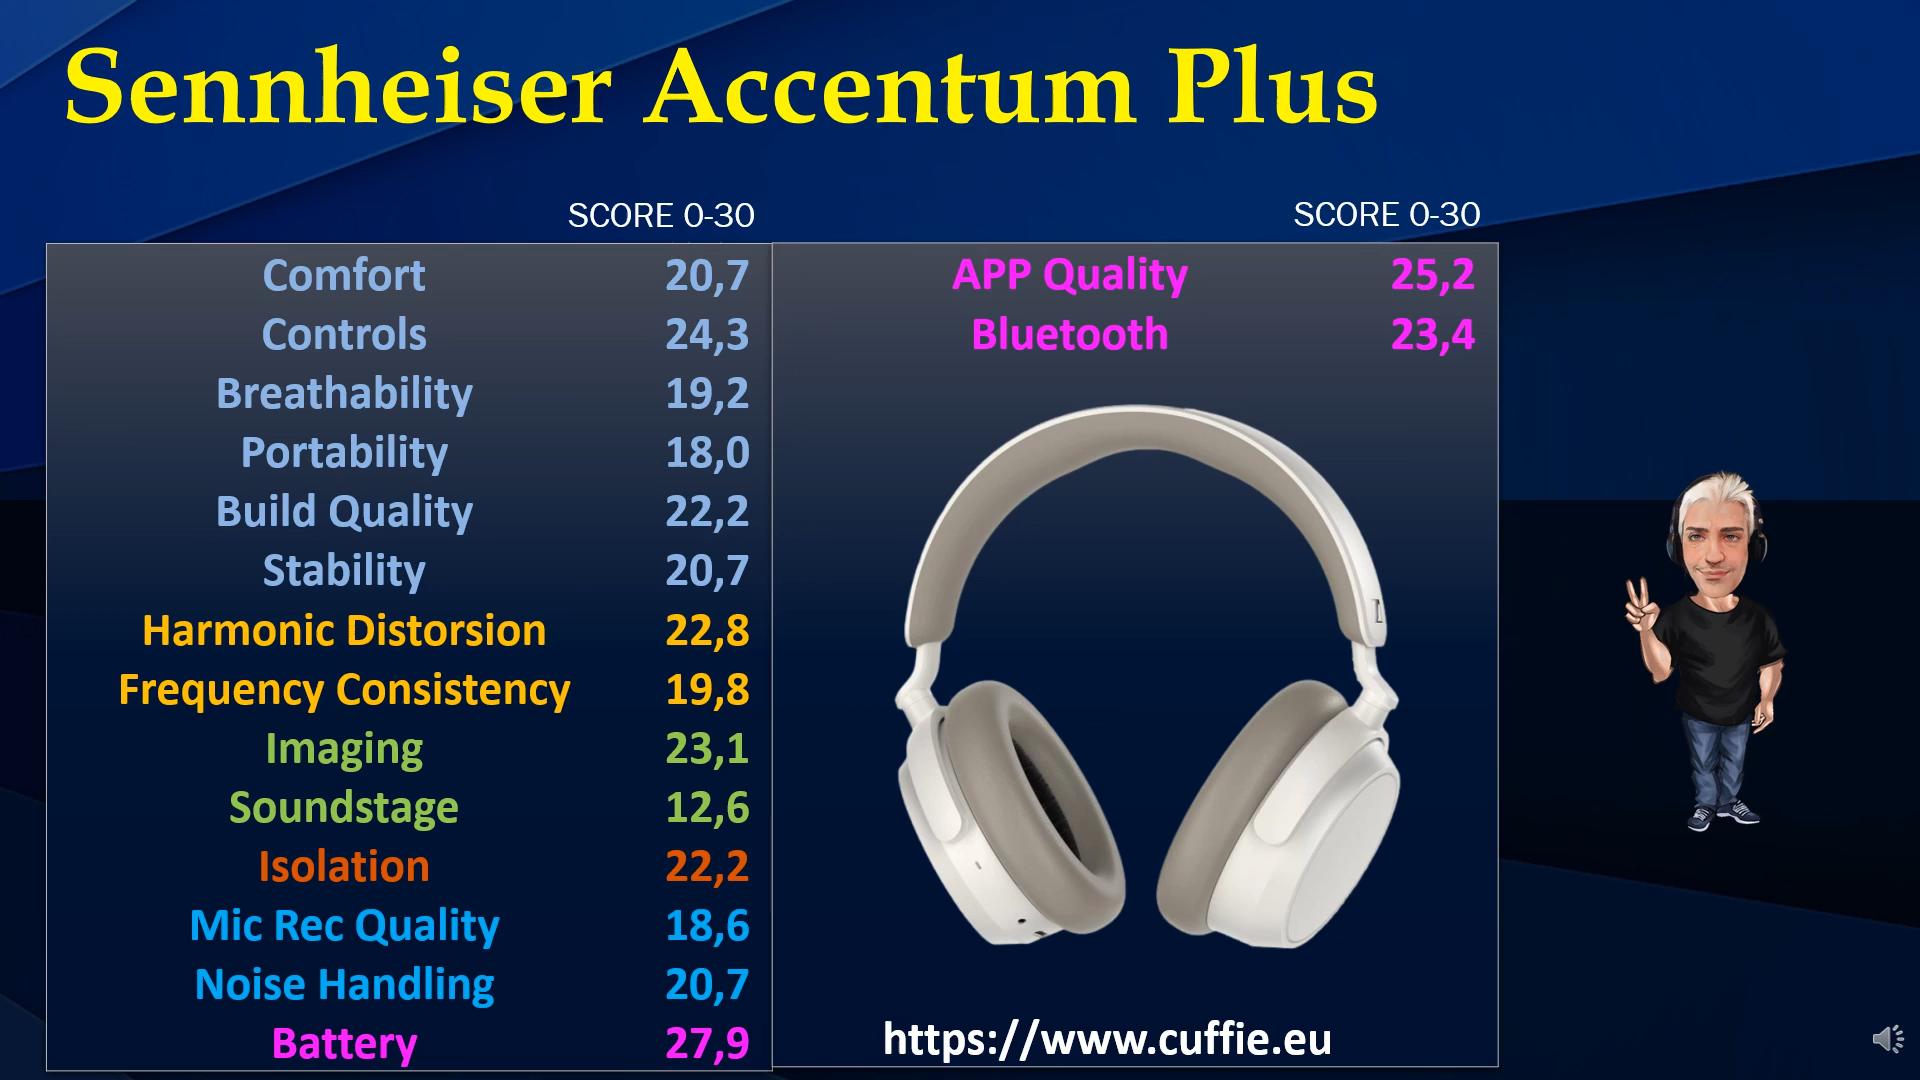 Sennheiser Accentum Plus
SCORE 0-30
Comfort 20,7
Controls 24,3
Breathability 19,2
Portability 18,0
Build Quality 22,2
Stability 20,7
Harmonic Distorsion 22,8
Frequency Consistency 19,8
Imaging 23,1
Soundstage 12,6
Isolation 22,2
Mic Rec Quality 18,6
Noise Handling 20,7
Battery 27,9
SCORE 0-30
APP Quality 25,2
Bluetooth 23,4
https://www.cuffie.eu